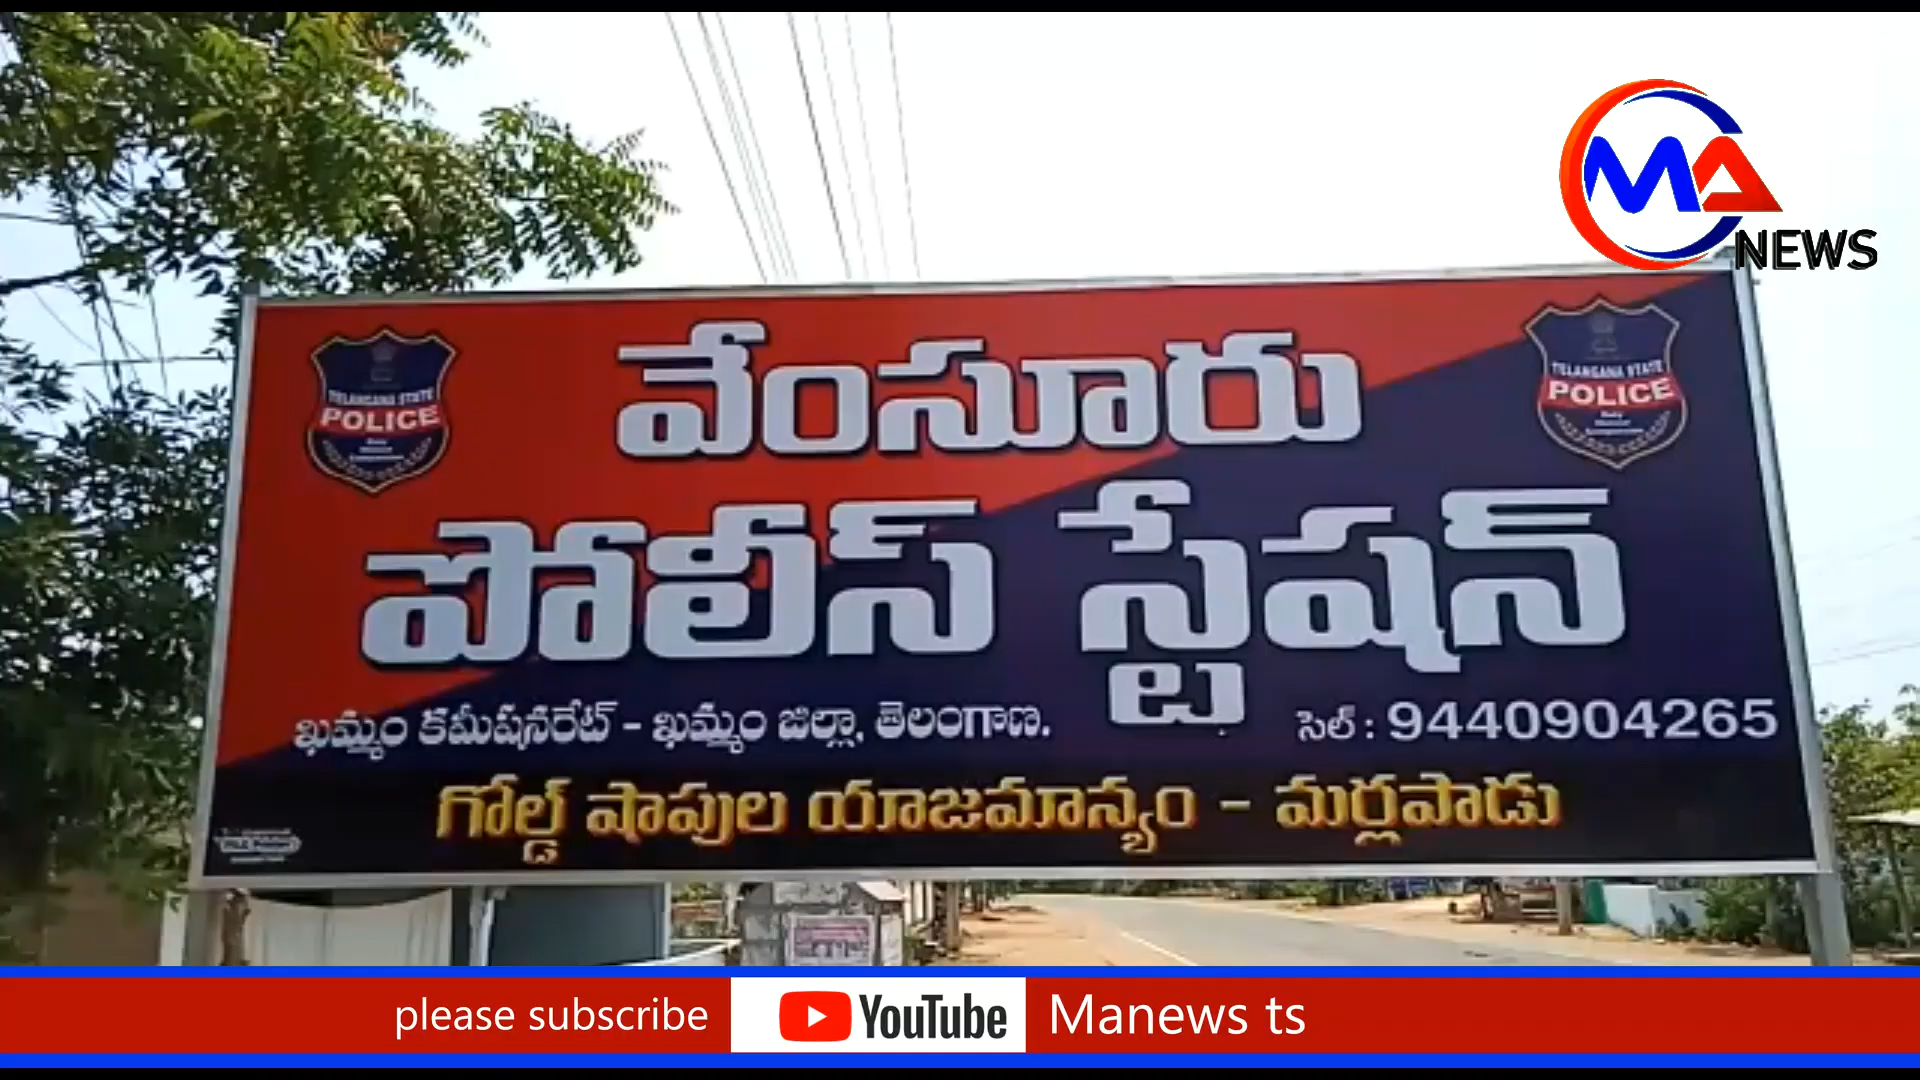 MA NEWS
వేంసూరు
TELANGANA STATE
POLICE
TELANGANA STATE
POLICE
పోలీస్ స్టేషన్
ఖమ్మం కమీషనరేట్ - ఖమ్మం జిల్లా, తెలంగాణ. సెల్ : 9440904265
గోల్డ్ షాపుల యాజమాన్యం - మర్లపాడు
please subscribe YouTube Manews ts